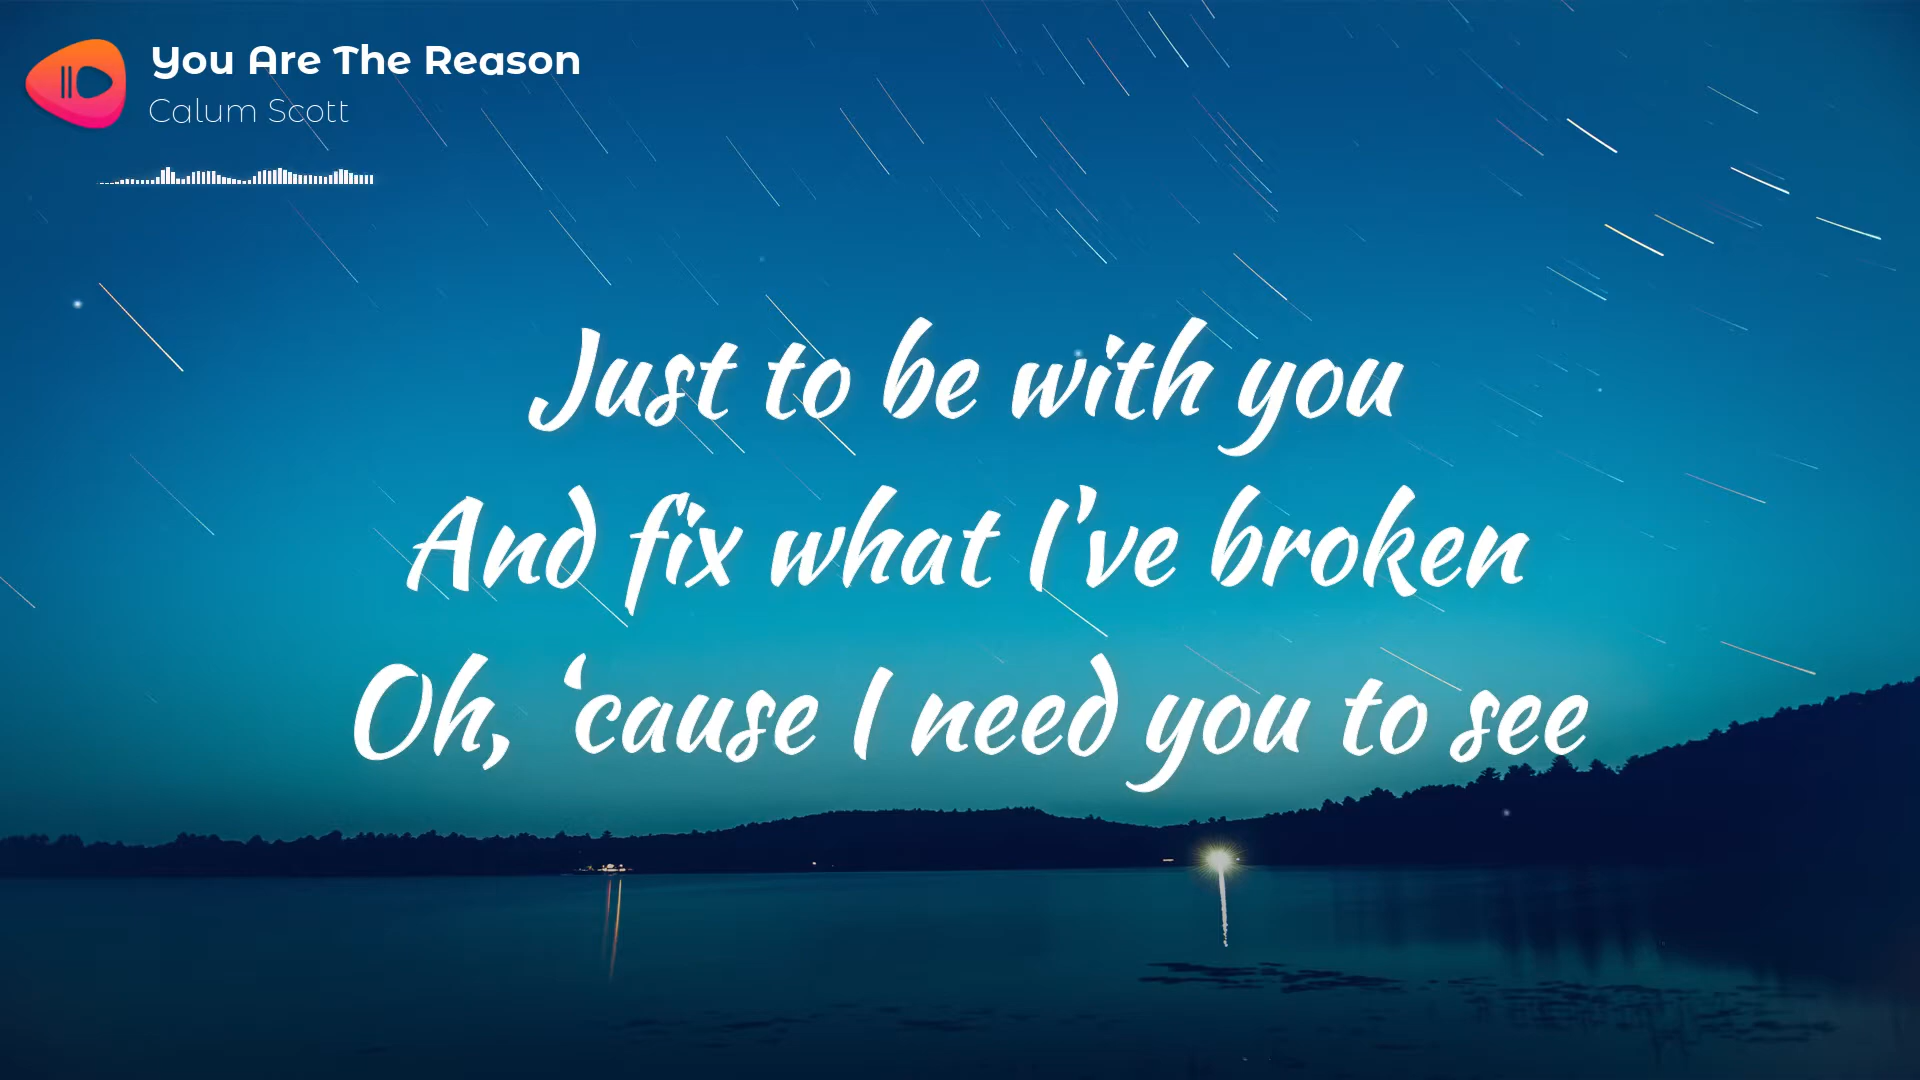 You Are The Reason
Calum Scott
Just to be with you
And fix what I've broken
Oh, ‘cause I need you to see